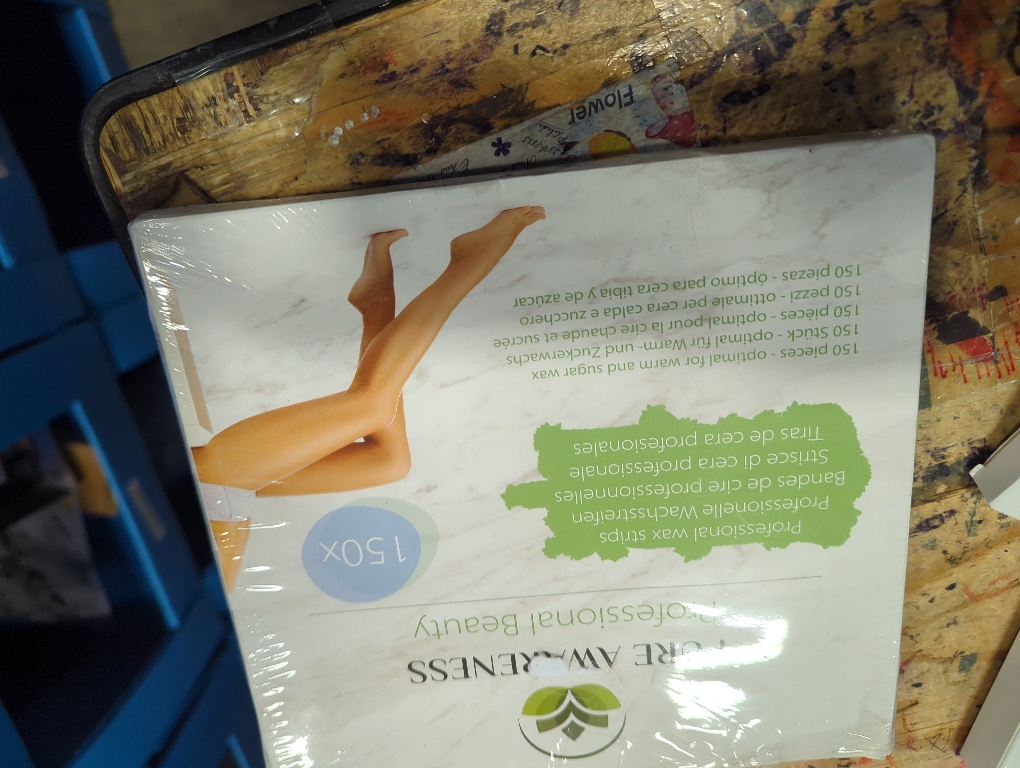 PURE AWARENESS
Professional Beauty
150x
Professional wax strips
Professionelle Wachsstreifen
Bandes de cire professionnelles
Strisce di cera professionale
Tiras de cera profesionales
150 pieces - optimal for warm and sugar wax
150 Stück - optimal für Warm- und Zuckerwachs
150 pièces - optimal pour la cire chaude et sucrée
150 pezzi - ottimale per cera calda e zucchero
150 piezas - óptimo para cera tibia y de azúcar
Flower